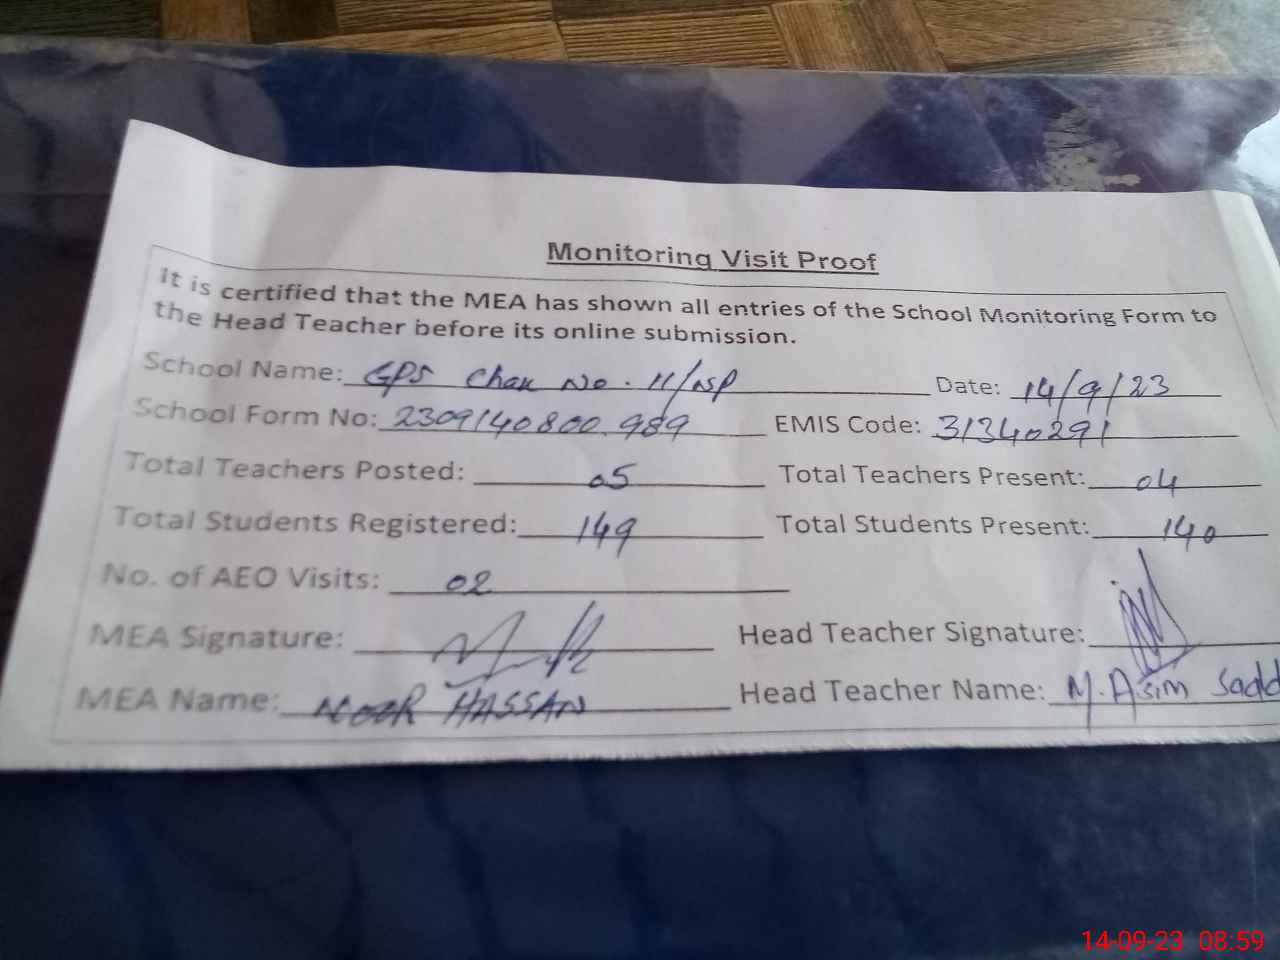 Monitoring Visit Proof
It is certified that the MEA has shown all entries of the School Monitoring Form to
the Head Teacher before its online submission.
School Name: GPS Chak No. 11/NSP Date: 14/9/23
School Form No: 2309140800989 EMIS Code: 31340291
Total Teachers Posted: 05 Total Teachers Present: 04
Total Students Registered: 149 Total Students Present: 140
No. of AEO Visits: 02
MEA Signature: Head Teacher Signature:
MEA Name: NOOR HASSAN Head Teacher Name: M. Asim
14-09-23 08:59